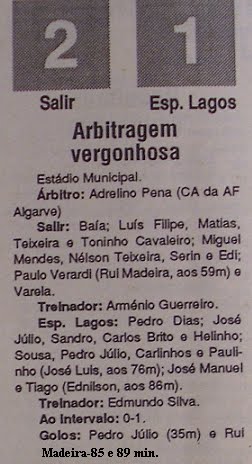 2 1
Salir Esp. Lagos
Arbitragem
vergonhosa
Estádio Municipal.
Árbitro: Adrelino Pena (CA da AF
Algarve)
Salir: Baía; Luís Filipe, Matias,
Teixeira e Toninho Cavaleiro; Miguel
Mendes, Nélson Teixeira, Serin e Edi;
Paulo Verardi (Rui Madeira, aos 59m) e
Varela.
Treinador: Arménio Guerreiro.
Esp. Lagos: Pedro Dias; José
Júlio, Sandro, Carlos Brito e Helinho;
Sousa, Pedro Júlio, Carlinhos e Pauli-
nho (José Luís, aos 76m); José Manuel
e Tiago (Ednilson, aos 86m).
Treinador: Edmundo Silva.
Ao Intervalo: 0-1.
Golos: Pedro Júlio (35m) e Rui
Madeira-85 e 89 min.